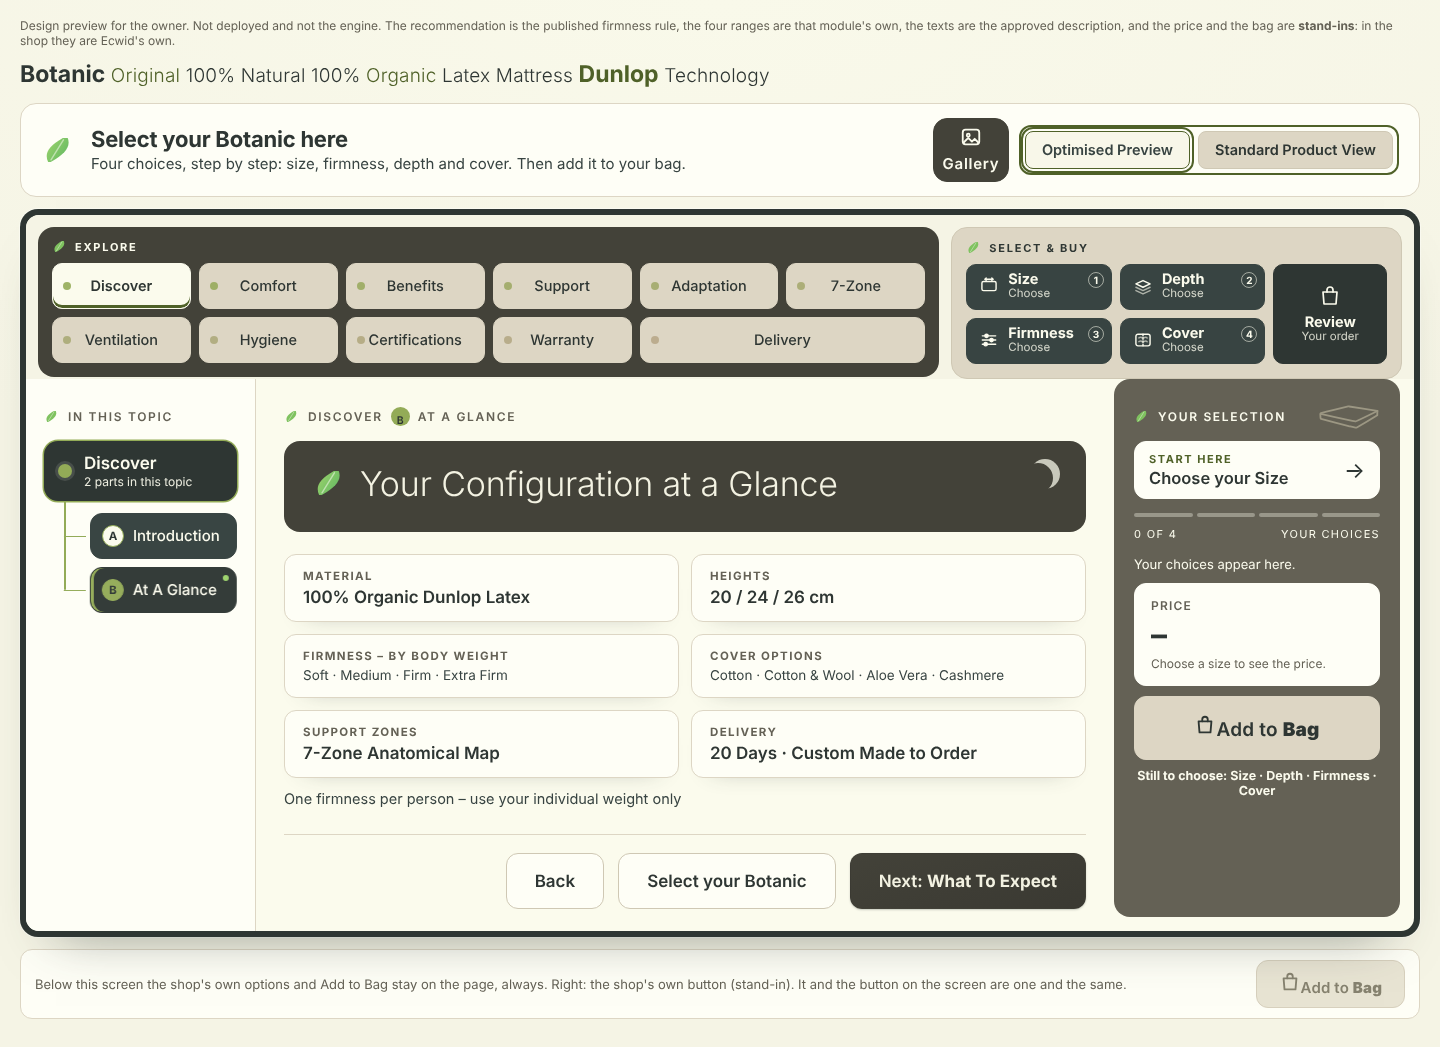 Design preview for the owner. Not deployed and not the engine. The recommendation is the published firmness rule, the four ranges are that module's own, the texts are the approved description, and the price and the bag are stand-ins: in the
shop they are Ecwid's own.
Botanic Original 100% Natural 100% Organic Latex Mattress Dunlop Technology
Select your Botanic here
Four choices, step by step: size, firmness, depth and cover. Then add it to your bag.
Gallery
Optimised Preview
Standard Product View
EXPLORE
Discover
Comfort
Benefits
Support
Adaptation
7-Zone
Ventilation
Hygiene
Certifications
Warranty
Delivery
SELECT & BUY
Size
Choose
1
Depth
Choose
2
Firmness
Choose
3
Cover
Choose
4
Review
Your order
IN THIS TOPIC
Discover
2 parts in this topic
A Introduction
B At A Glance
DISCOVER B AT A GLANCE
Your Configuration at a Glance
MATERIAL
100% Organic Dunlop Latex
HEIGHTS
20 / 24 / 26 cm
FIRMNESS – BY BODY WEIGHT
Soft · Medium · Firm · Extra Firm
COVER OPTIONS
Cotton · Cotton & Wool · Aloe Vera · Cashmere
SUPPORT ZONES
7-Zone Anatomical Map
DELIVERY
20 Days · Custom Made to Order
One firmness per person – use your individual weight only
Back
Select your Botanic
Next: What To Expect
YOUR SELECTION
START HERE
Choose your Size
0 OF 4
YOUR CHOICES
Your choices appear here.
PRICE
–
Choose a size to see the price.
Add to Bag
Still to choose: Size · Depth · Firmness ·
Cover
Below this screen the shop's own options and Add to Bag stay on the page, always. Right: the shop's own button (stand-in). It and the button on the screen are one and the same.
Add to Bag